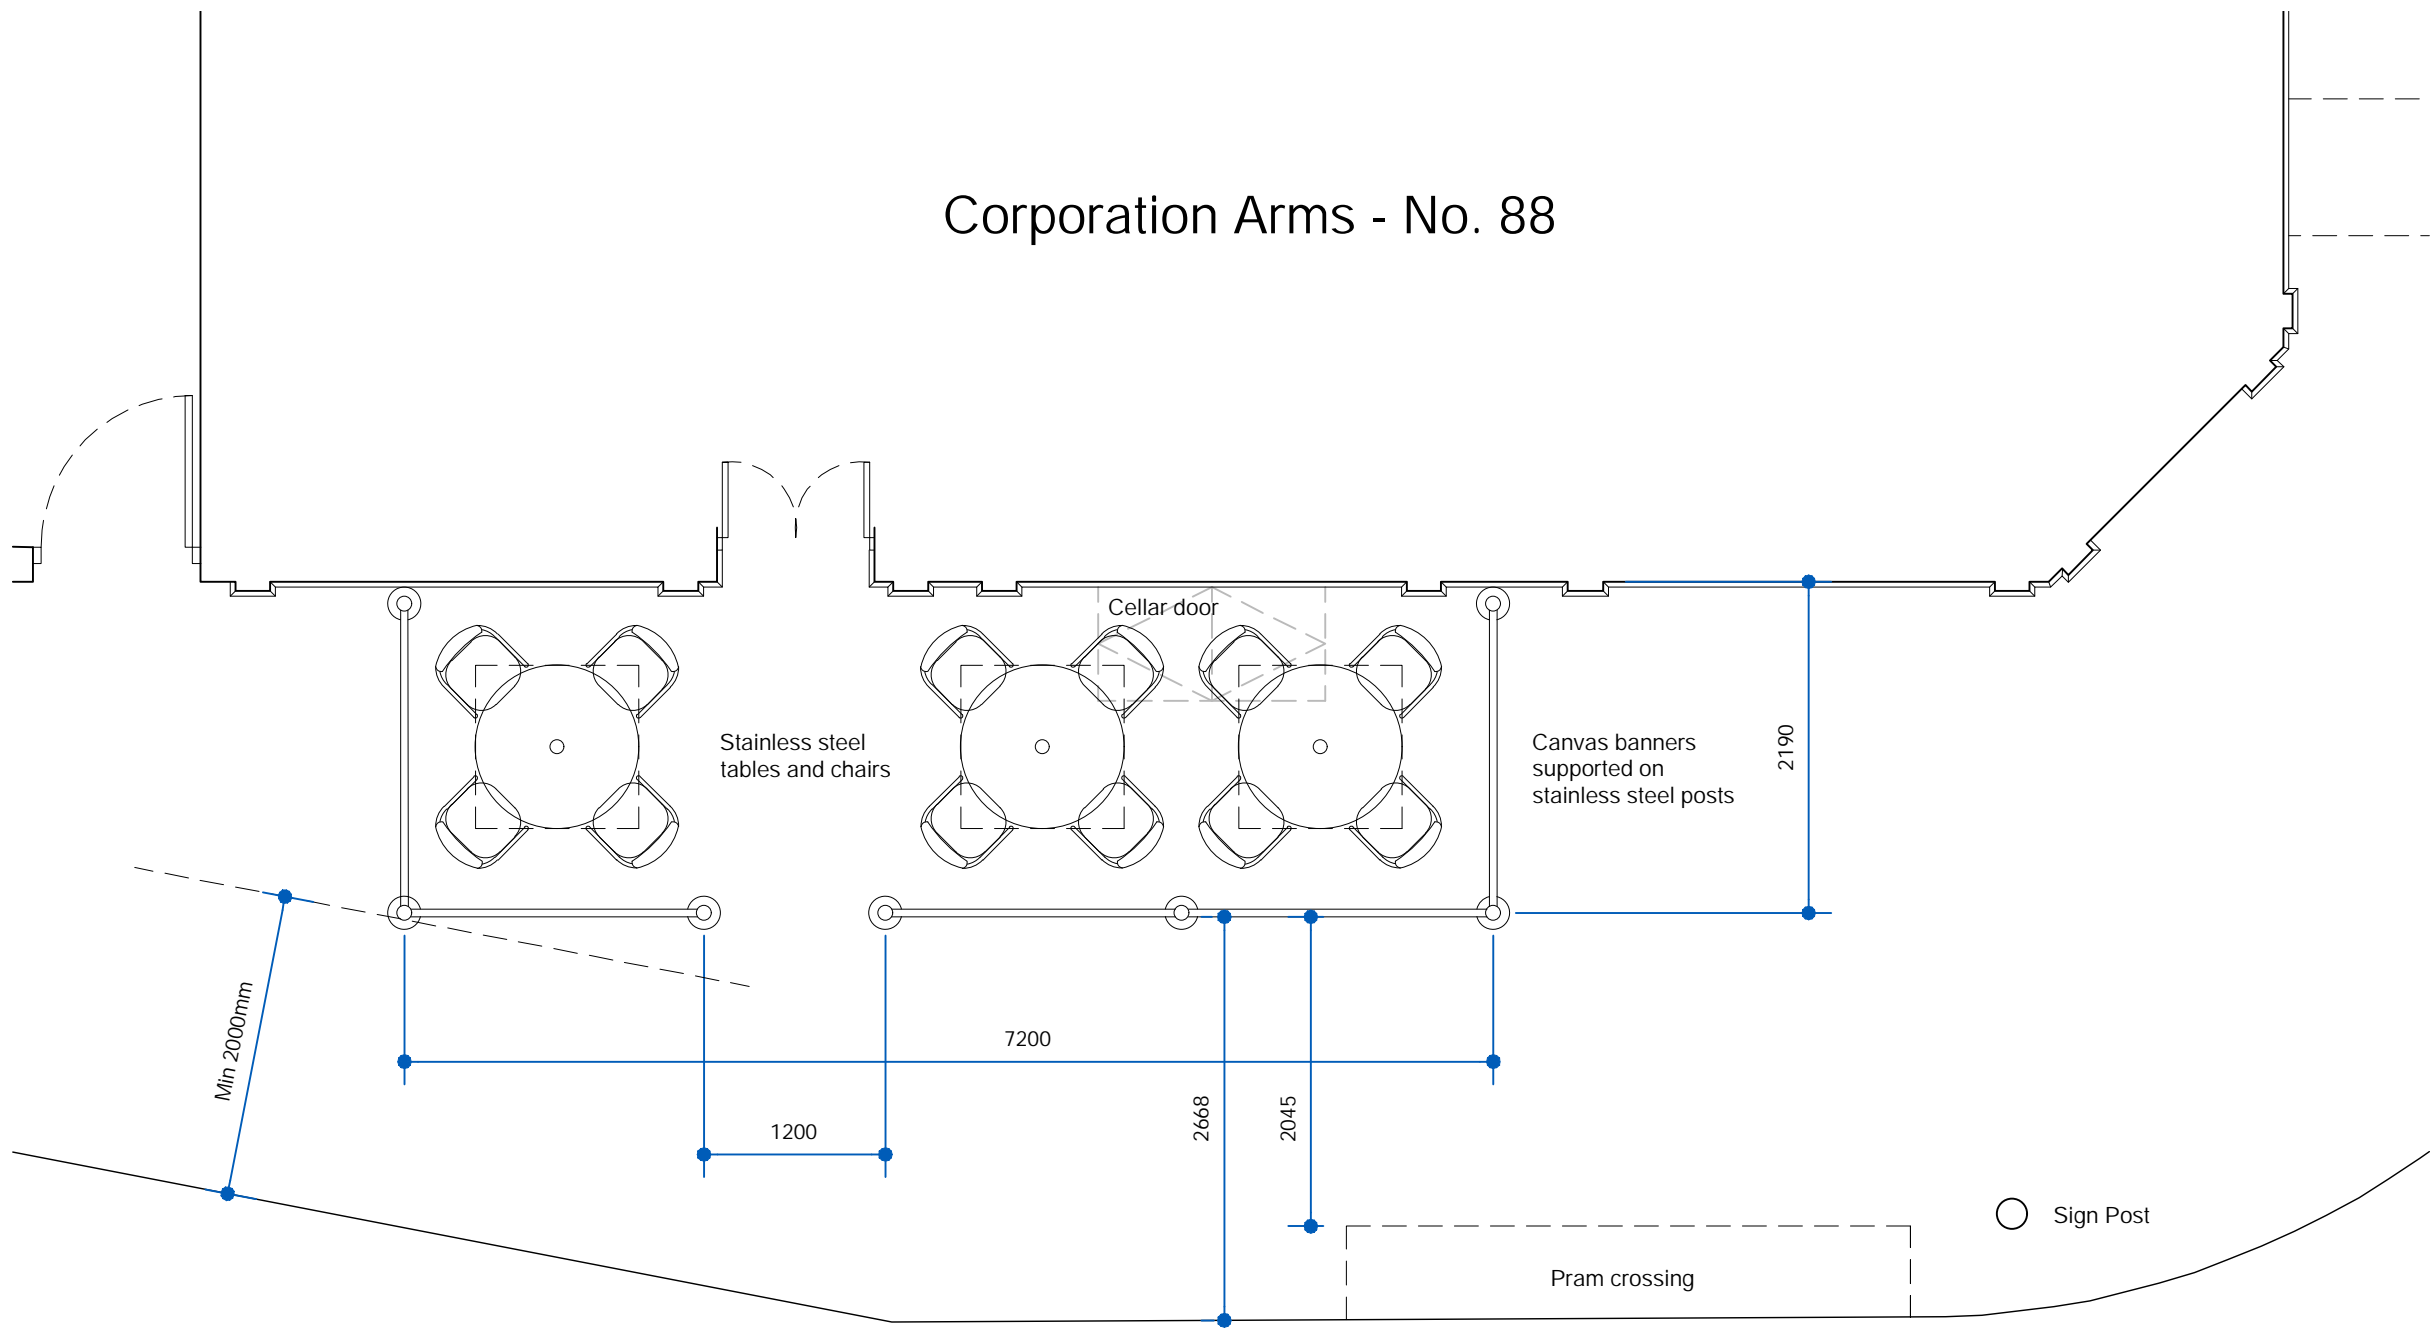 Corporation Arms - No. 88
Cellar door
Stainless steel
tables and chairs
Canvas banners
supported on
stainless steel posts
2190
Min 2000mm
7200
1200
2668
2045
Sign Post
Pram crossing